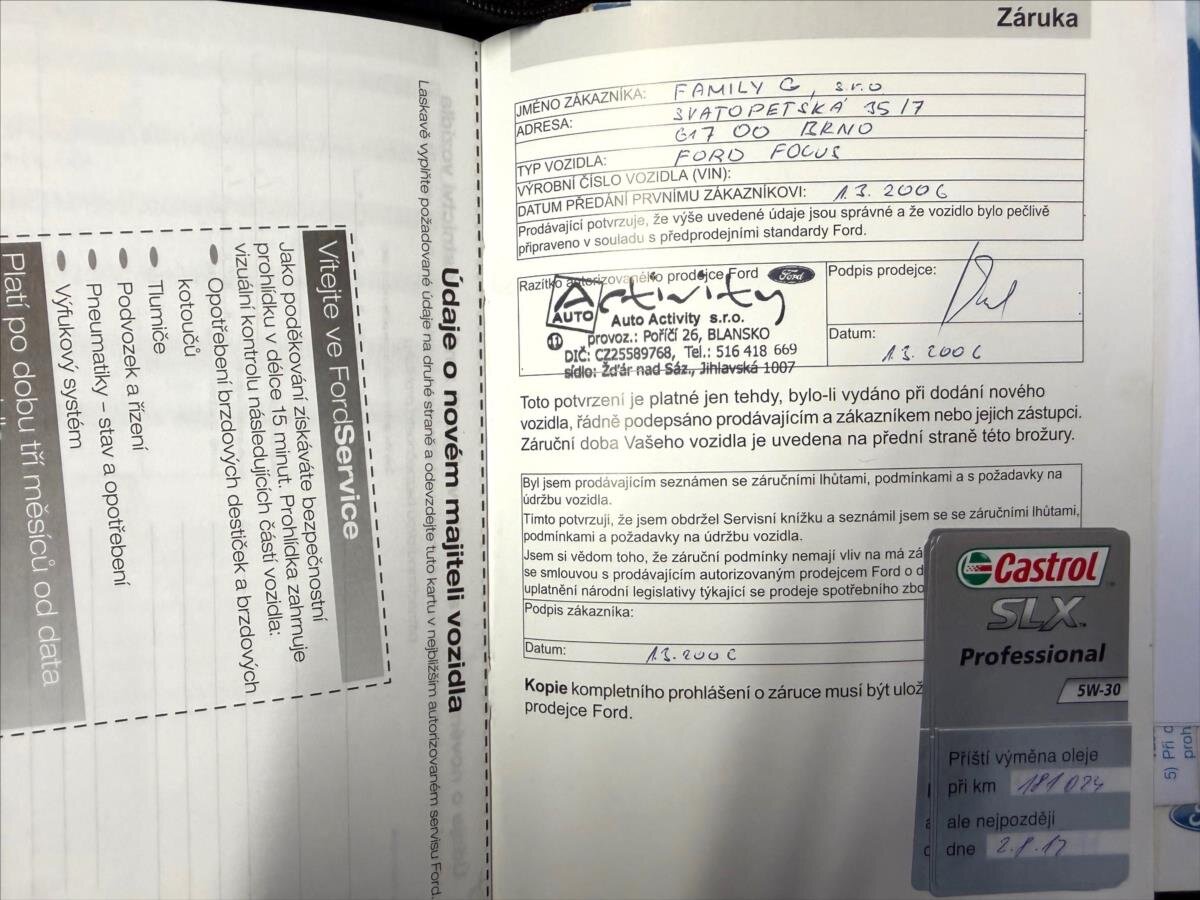 Záruka
JMÉNO ZÁKAZNÍKA: FAMILY G, s.r.o
ADRESA: SVATOPETSKÁ 35/7
617 00 BRNO
TYP VOZIDLA: FORD FOCUS
VÝROBNÍ ČÍSLO VOZIDLA (VIN):
DATUM PŘEDÁNÍ PRVNÍMU ZÁKAZNÍKOVI: 1.3.2006
Prodávající potvrzuje, že výše uvedené údaje jsou správné a že vozidlo bylo pečlivě
připraveno v souladu s předprodejními standardy Ford.
Razítko autorizovaného prodejce Ford
Ford
Activity
AUTO
Auto Activity s.r.o.
provoz.: Poříčí 26, BLANSKO
DIČ: CZ25589768, Tel.: 516 418 669
sídlo: Žďár nad Sáz., Jihlavská 1007
Podpis prodejce:
Datum:
1.3.2006
Toto potvrzení je platné jen tehdy, bylo-li vydáno při dodání nového
vozidla, řádně podepsáno prodávajícím a zákazníkem nebo jejich zástupci.
Záruční doba Vašeho vozidla je uvedena na přední straně této brožury.
Byl jsem prodávajícím seznámen se záručními lhůtami, podmínkami a s požadavky na
údržbu vozidla.
Tímto potvrzuji, že jsem obdržel Servisní knížku a seznámil jsem se se záručními lhůtami,
podmínkami a požadavky na údržbu vozidla.
Jsem si vědom toho, že záruční podmínky nemají vliv na má zá
se smlouvou s prodávajícím autorizovaným prodejcem Ford o d
uplatnění národní legislativy týkající se prodeje spotřebního zbo
Podpis zákazníka:
Datum: 1.3.2006
Kopie kompletního prohlášení o záruce musí být ulož
prodejce Ford.
Castrol
SLX
Professional
5W-30
Příští výměna oleje
při km 181 024
ale nejpozději
dne 2.8.17
5) Při
proh
Údaje o novém majiteli vozidla
Laskavě vyplňte požadované údaje na druhé straně a odevzdejte tuto kartu v nejbližším autorizovaném servisu Ford.
Vítejte ve FordService
Jako poděkování získáváte bezpečnostní
prohlídku v délce 15 minut. Prohlídka zahrnuje
vizuální kontrolu následujících částí vozidla:
● Opotřebení brzdových destiček a brzdových
kotoučů
● Tlumiče
● Podvozek a řízení
● Pneumatiky – stav a opotřebení
● Výfukový systém
Platí po dobu tří měsíců od data